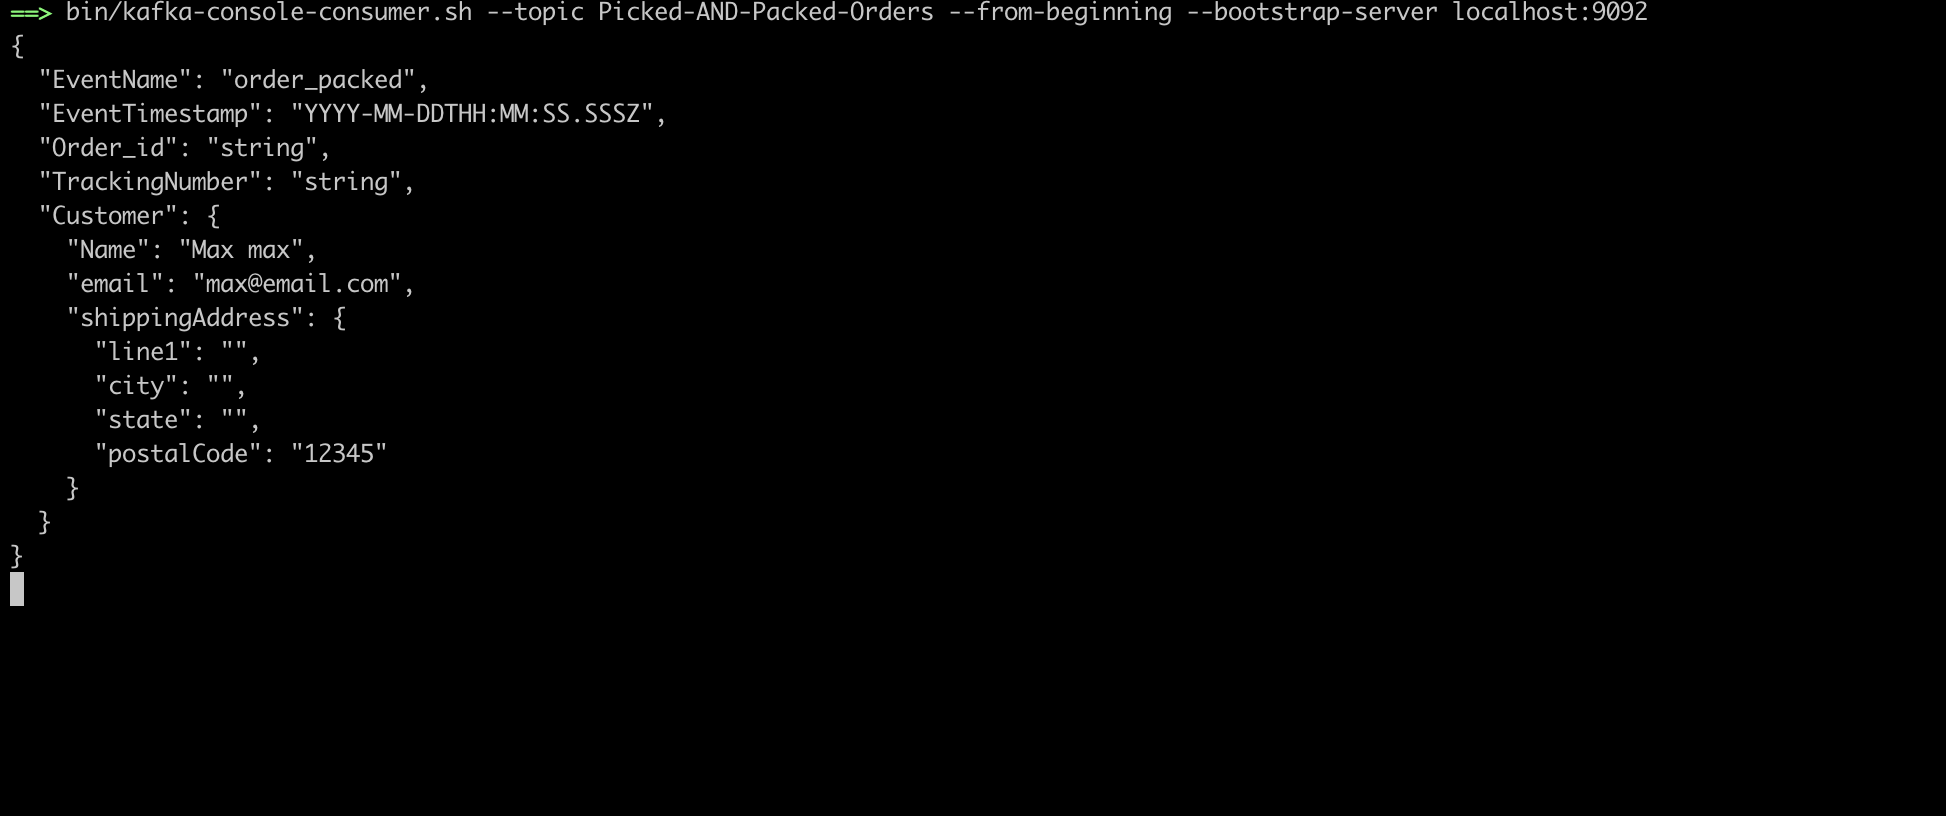 ==> bin/kafka-console-consumer.sh --topic Picked-AND-Packed-Orders --from-beginning --bootstrap-server localhost:9092
{
  "EventName": "order_packed",
  "EventTimestamp": "YYYY-MM-DDTHH:MM:SS.SSSZ",
  "Order_id": "string",
  "TrackingNumber": "string",
  "Customer": {
    "Name": "Max max",
    "email": "max@email.com",
    "shippingAddress": {
      "line1": "",
      "city": "",
      "state": "",
      "postalCode": "12345"
    }
  }
}